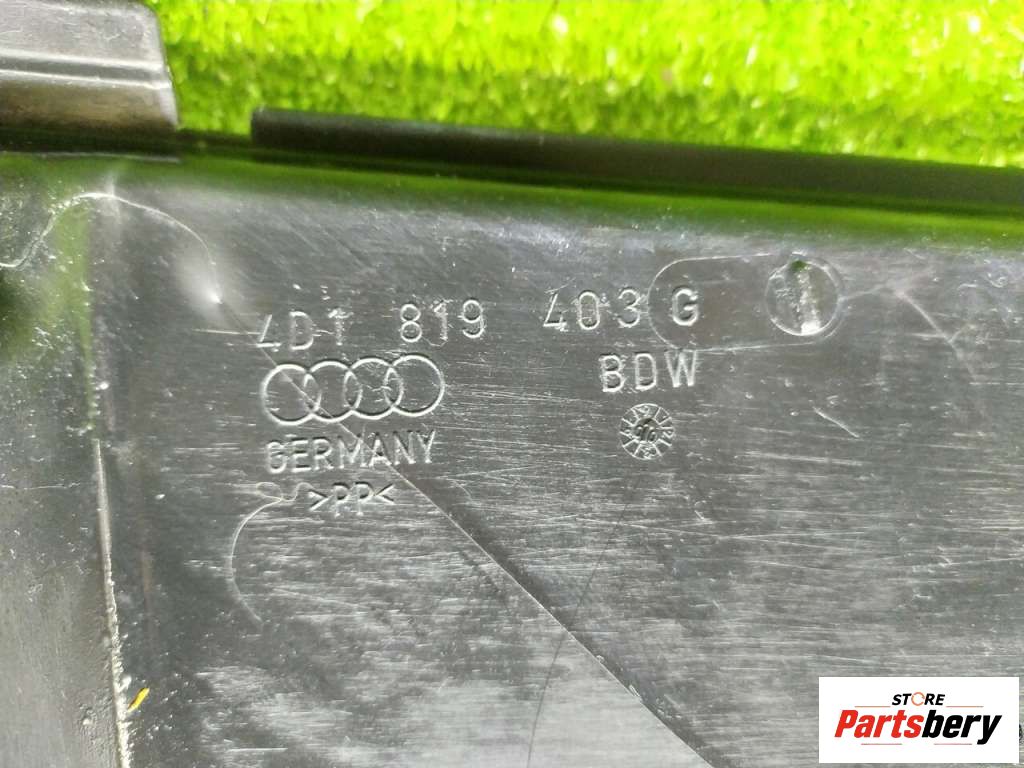 4D1 819 403 G
BDW
GERMANY
>PP<
STORE
Partsbery